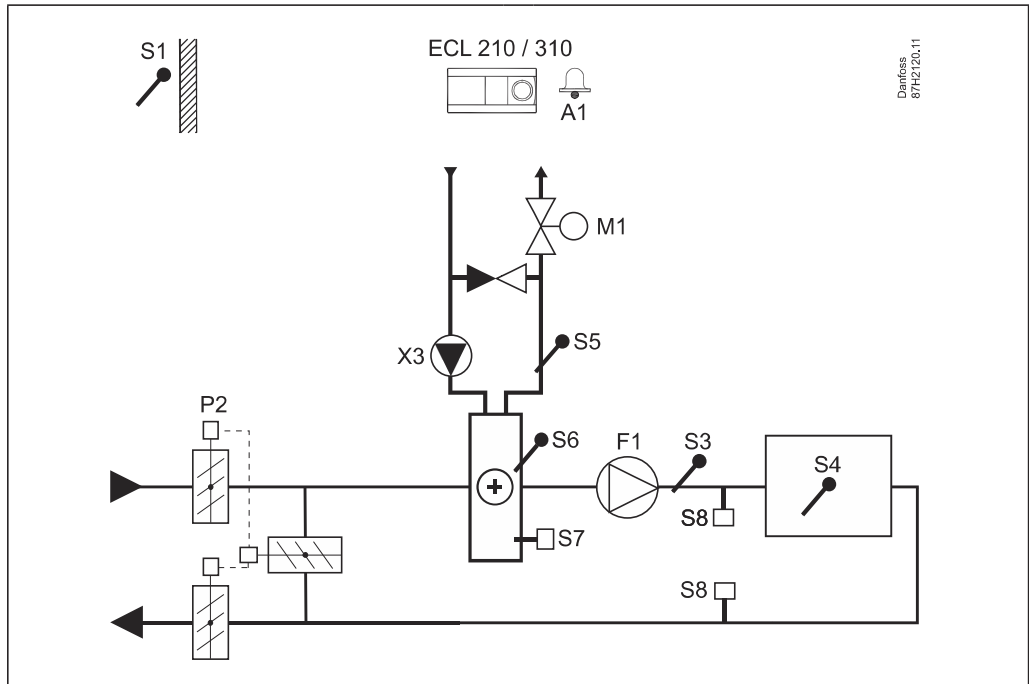 S1
ECL 210 / 310
A1
Danfoss
87H2120.11
M1
X3
S5
P2
S6
F1
S3
S4
S8
S7
S8